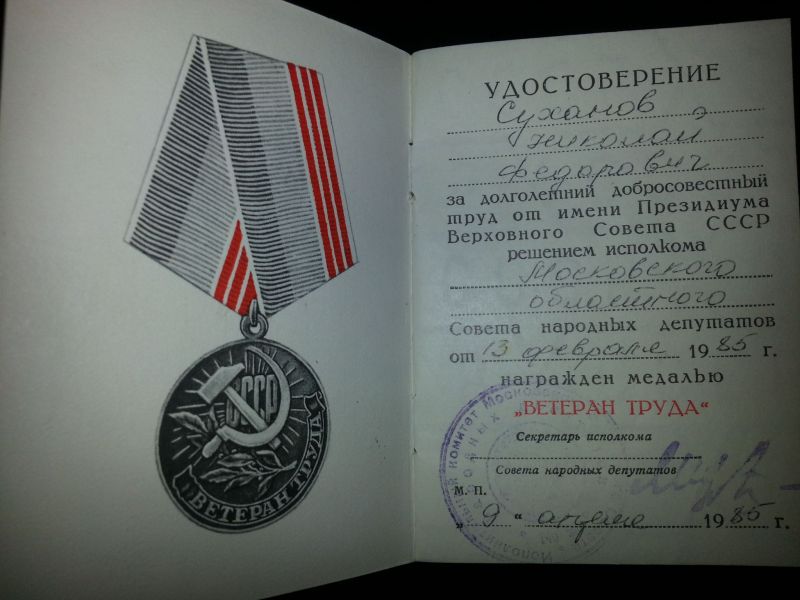 СССР
ВЕТЕРАН ТРУДА
УДОСТОВЕРЕНИЕ
Суханов
Николай
Федорович
за долголетний добросовестный
труд от имени Президиума
Верховного Совета СССР
решением исполкома
Московского
областного
Совета народных депутатов
от 13 февраля 1985 г.
награжден медалью
„ВЕТЕРАН ТРУДА“
Секретарь исполкома
Совета народных депутатов
М. П.
„ 9 “ апреля 1985 г.